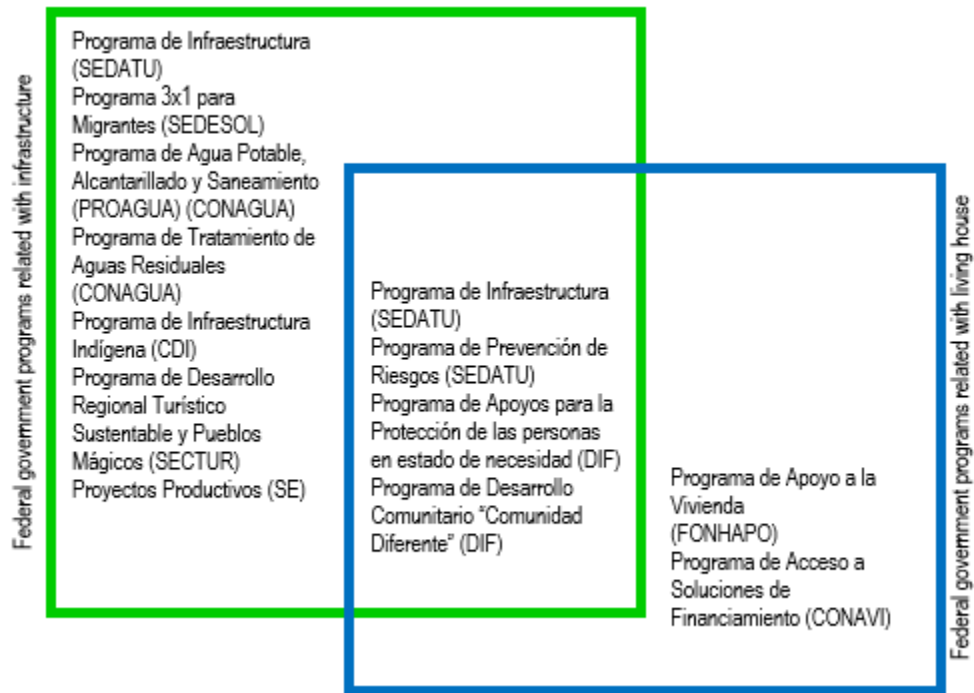 Federal government programs related with infrastructure
Programa de Infraestructura
(SEDATU)
Programa 3x1 para
Migrantes (SEDESOL)
Programa de Agua Potable,
Alcantarillado y Saneamiento
(PROAGUA) (CONAGUA)
Programa de Tratamiento de
Aguas Residuales
(CONAGUA)
Programa de Infraestructura
Indígena (CDI)
Programa de Desarrollo
Regional Turístico
Sustentable y Pueblos
Mágicos (SECTUR)
Proyectos Productivos (SE)
Programa de Infraestructura
(SEDATU)
Programa de Prevención de
Riesgos (SEDATU)
Programa de Apoyos para la
Protección de las personas
en estado de necesidad (DIF)
Programa de Desarrollo
Comunitario "Comunidad
Diferente" (DIF)
Programa de Apoyo a la
Vivienda
(FONHAPO)
Programa de Acceso a
Soluciones de
Financiamiento (CONAVI)
Federal government programs related with living house